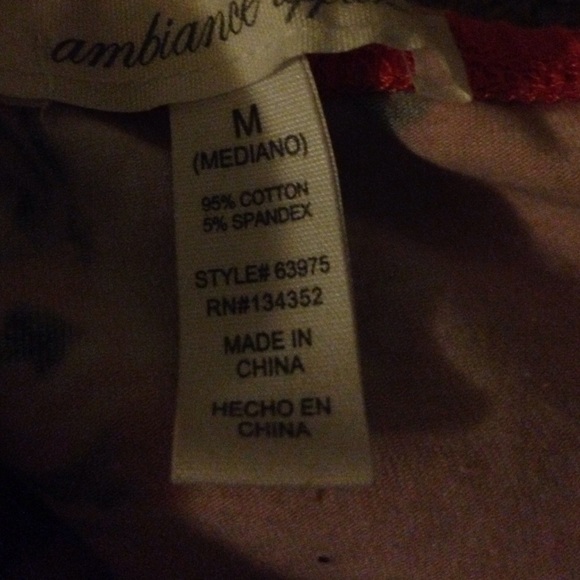 ambiance
M
(MEDIANO)
95% COTTON
5% SPANDEX
STYLE# 63975
RN#134352
MADE IN
CHINA
HECHO EN
CHINA